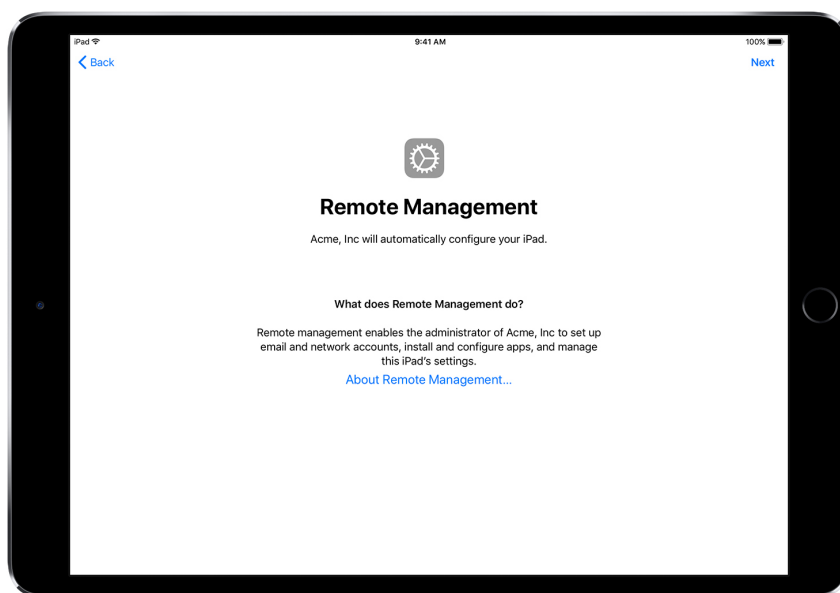 iPad 9:41 AM 100%
Back Next
Remote Management
Acme, Inc will automatically configure your iPad.
What does Remote Management do?
Remote management enables the administrator of Acme, Inc to set up
email and network accounts, install and configure apps, and manage
this iPad's settings.
About Remote Management...